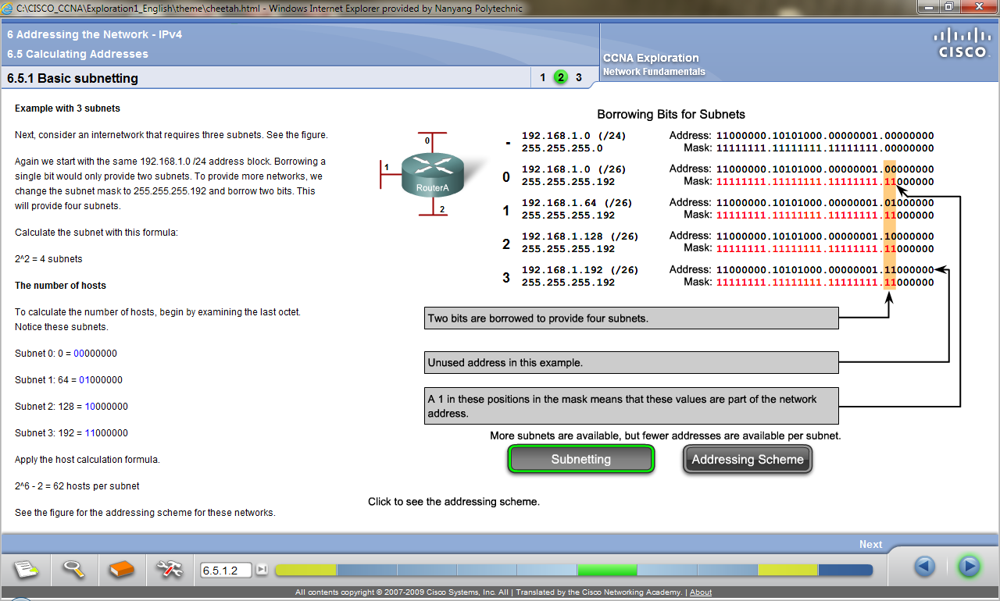 C:\CISCO_CCNA\Exploration1_English\theme\cheetah.html - Windows Internet Explorer provided by Nanyang Polytechnic
6 Addressing the Network - IPv4
6.5 Calculating Addresses
CCNA Exploration
Network Fundamentals
CISCO
6.5.1 Basic subnetting
1 2 3
Example with 3 subnets
Next, consider an internetwork that requires three subnets. See the figure.
Again we start with the same 192.168.1.0 /24 address block. Borrowing a
single bit would only provide two subnets. To provide more networks, we
change the subnet mask to 255.255.255.192 and borrow two bits. This
will provide four subnets.
Calculate the subnet with this formula:
2^2 = 4 subnets
The number of hosts
To calculate the number of hosts, begin by examining the last octet.
Notice these subnets.
Subnet 0: 0 = 00000000
Subnet 1: 64 = 01000000
Subnet 2: 128 = 10000000
Subnet 3: 192 = 11000000
Apply the host calculation formula.
2^6 - 2 = 62 hosts per subnet
See the figure for the addressing scheme for these networks.
Borrowing Bits for Subnets
0
1
RouterA
2
- 192.168.1.0 (/24) Address: 11000000.10101000.00000001.00000000
255.255.255.0 Mask: 11111111.11111111.11111111.00000000
0 192.168.1.0 (/26) Address: 11000000.10101000.00000001.00000000
255.255.255.192 Mask: 11111111.11111111.11111111.11000000
1 192.168.1.64 (/26) Address: 11000000.10101000.00000001.01000000
255.255.255.192 Mask: 11111111.11111111.11111111.11000000
2 192.168.1.128 (/26) Address: 11000000.10101000.00000001.10000000
255.255.255.192 Mask: 11111111.11111111.11111111.11000000
3 192.168.1.192 (/26) Address: 11000000.10101000.00000001.11000000
255.255.255.192 Mask: 11111111.11111111.11111111.11000000
Two bits are borrowed to provide four subnets.
Unused address in this example.
A 1 in these positions in the mask means that these values are part of the network
address.
More subnets are available, but fewer addresses are available per subnet.
Subnetting
Addressing Scheme
Click to see the addressing scheme.
Next
6.5.1.2
All contents copyright © 2007-2009 Cisco Systems, Inc. All | Translated by the Cisco Networking Academy. | About